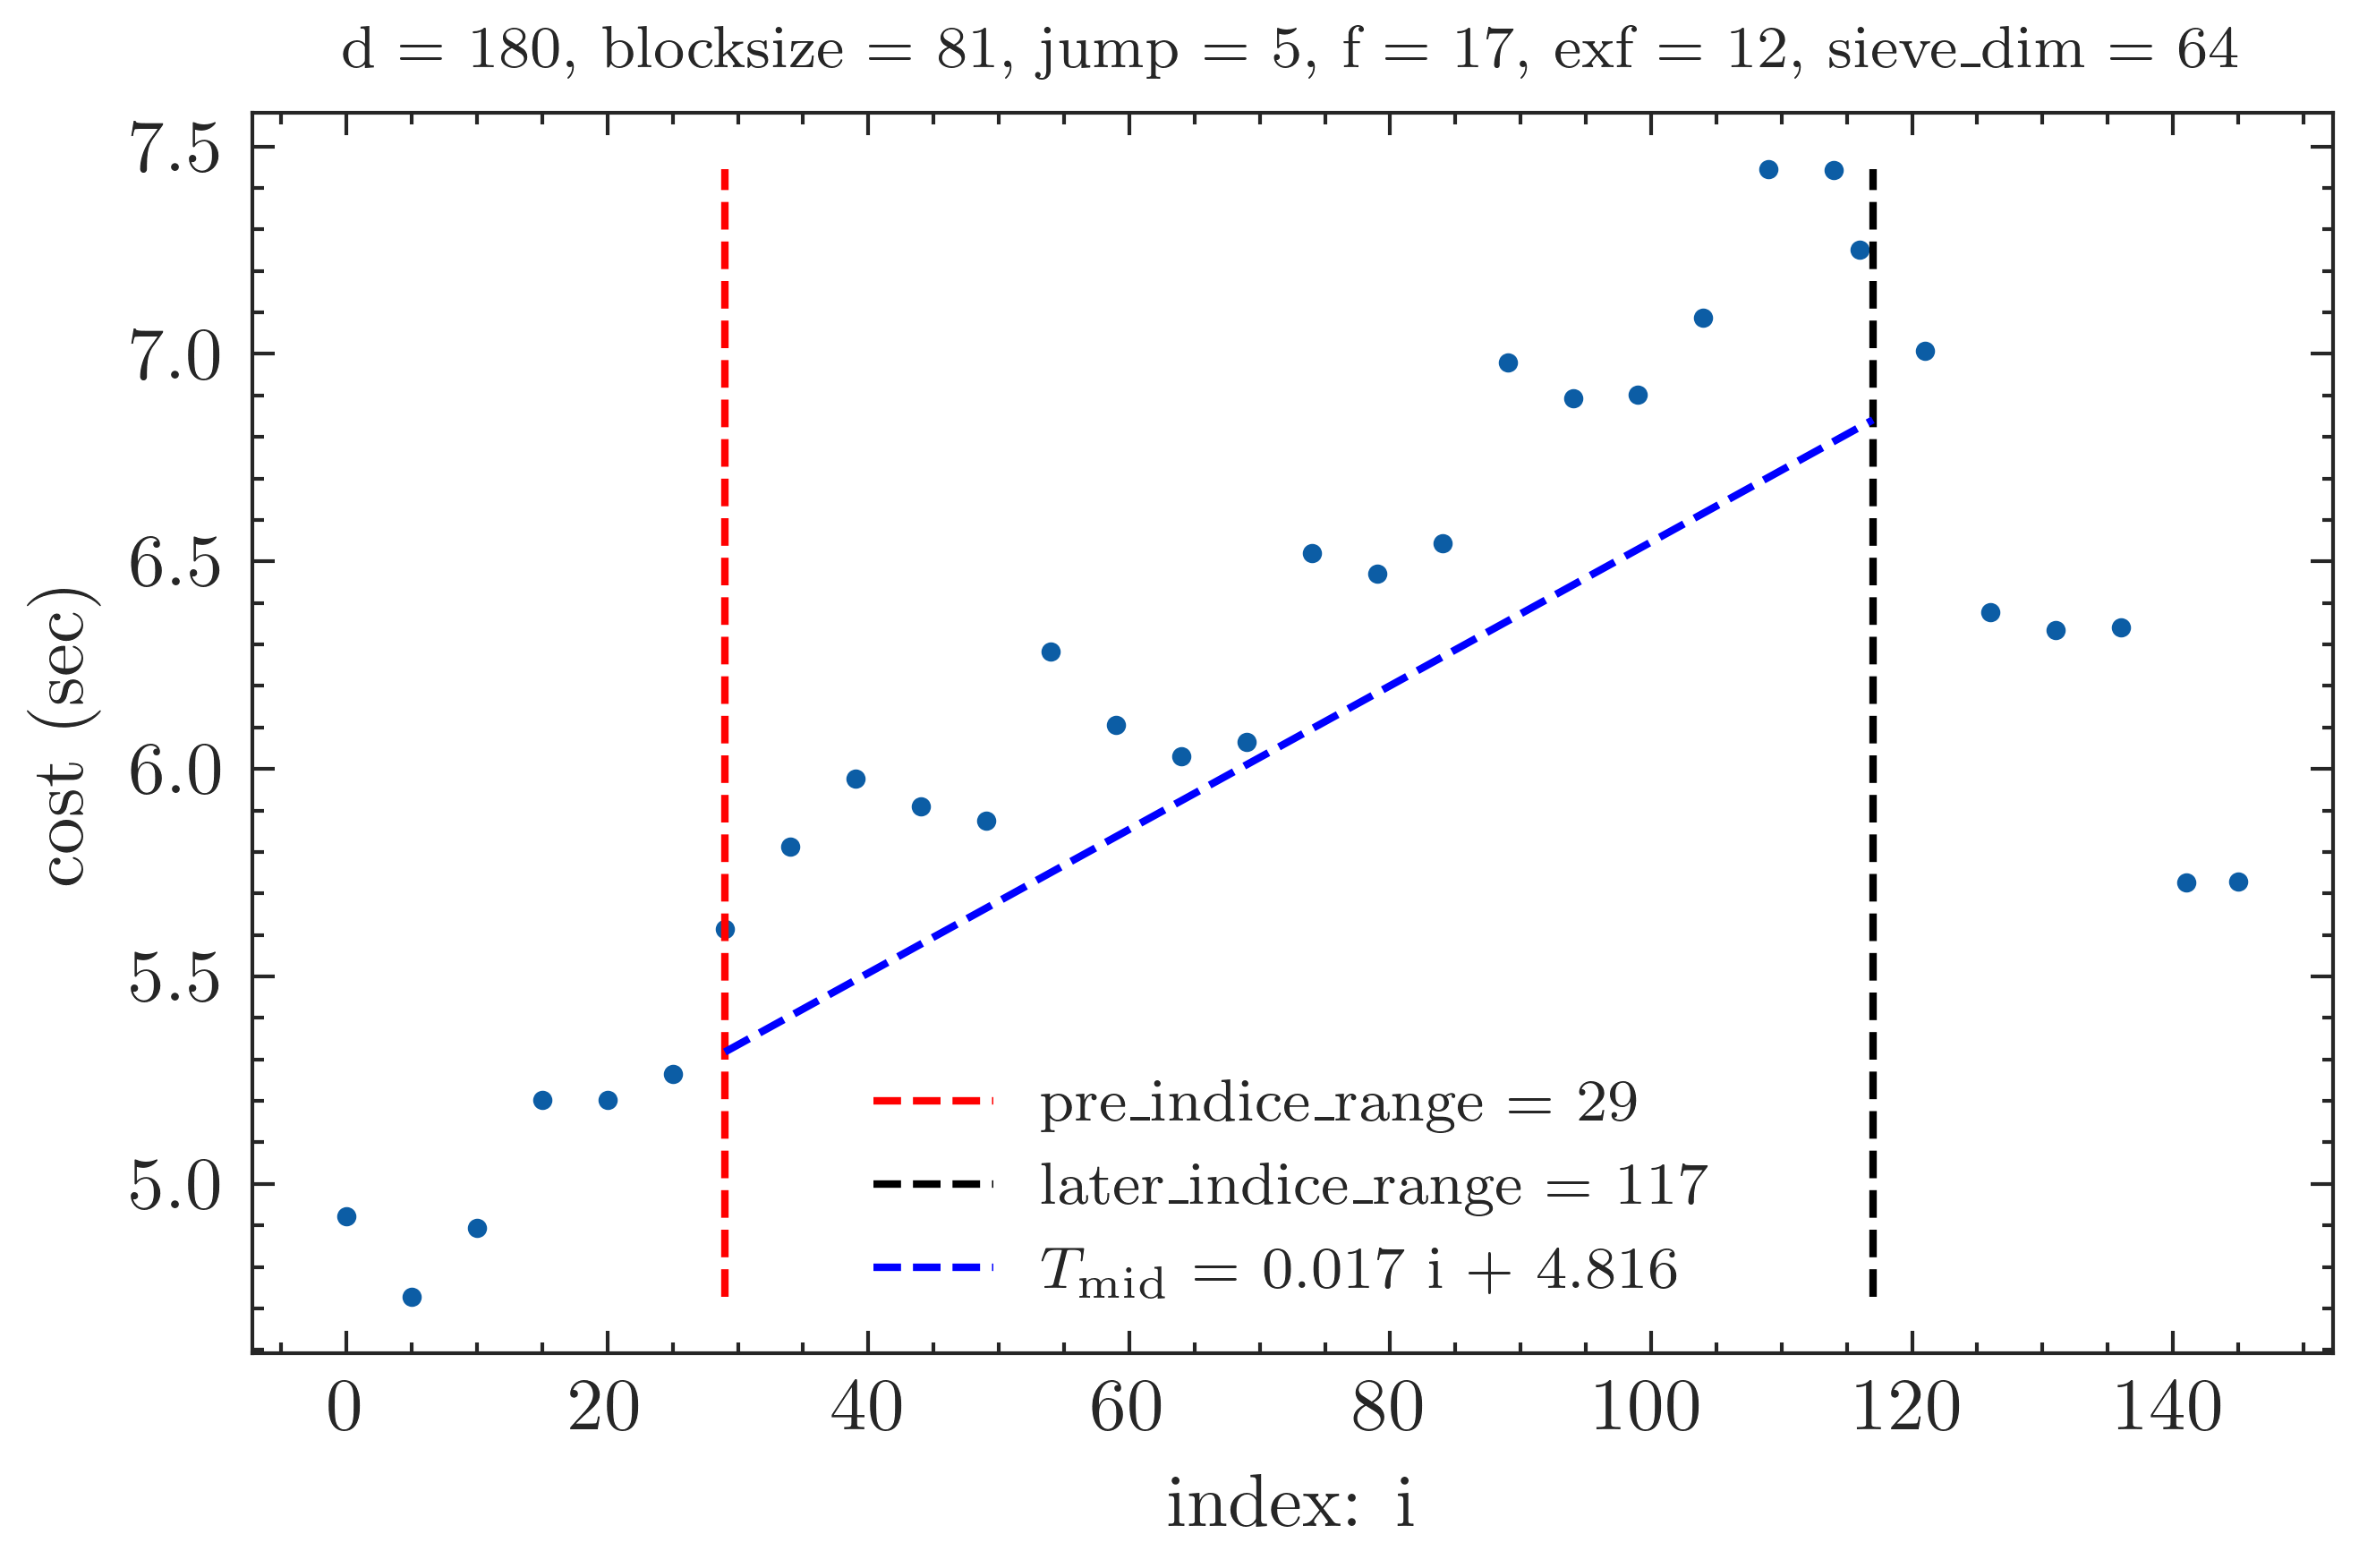 d = 180, blocksize = 81, jump = 5, f = 17, exf = 12, sieve_dim = 64
7.5
7.0
6.5
6.0
5.5
5.0
cost (sec)
pre_indice_range = 29
later_indice_range = 117
T_mid = 0.017 i + 4.816
0 20 40 60 80 100 120 140
index: i